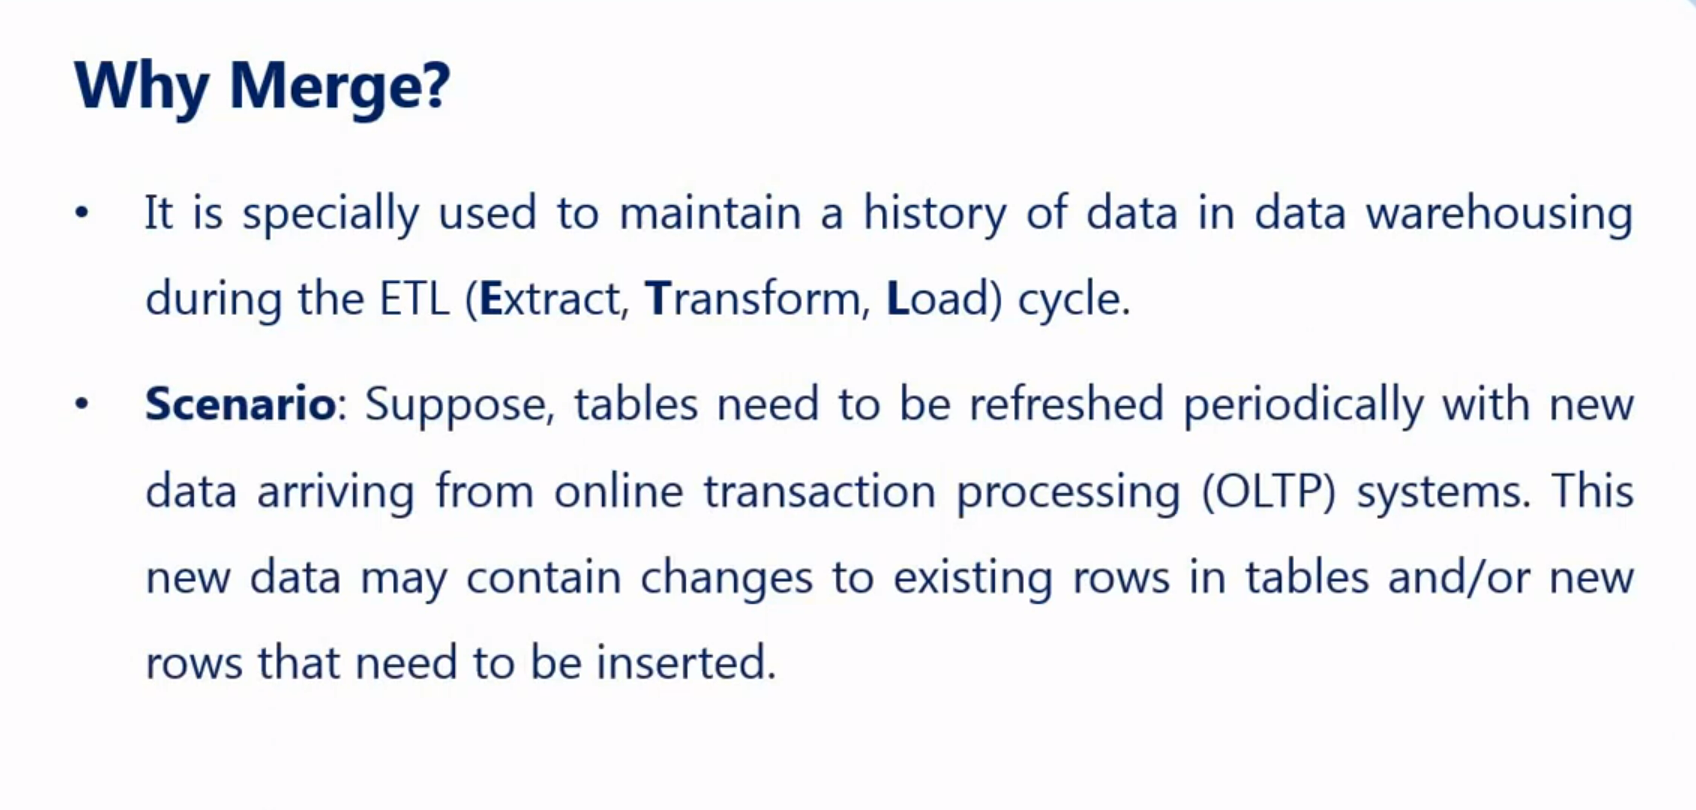 Why Merge?
• It is specially used to maintain a history of data in data warehousing
during the ETL (Extract, Transform, Load) cycle.
• Scenario: Suppose, tables need to be refreshed periodically with new
data arriving from online transaction processing (OLTP) systems. This
new data may contain changes to existing rows in tables and/or new
rows that need to be inserted.